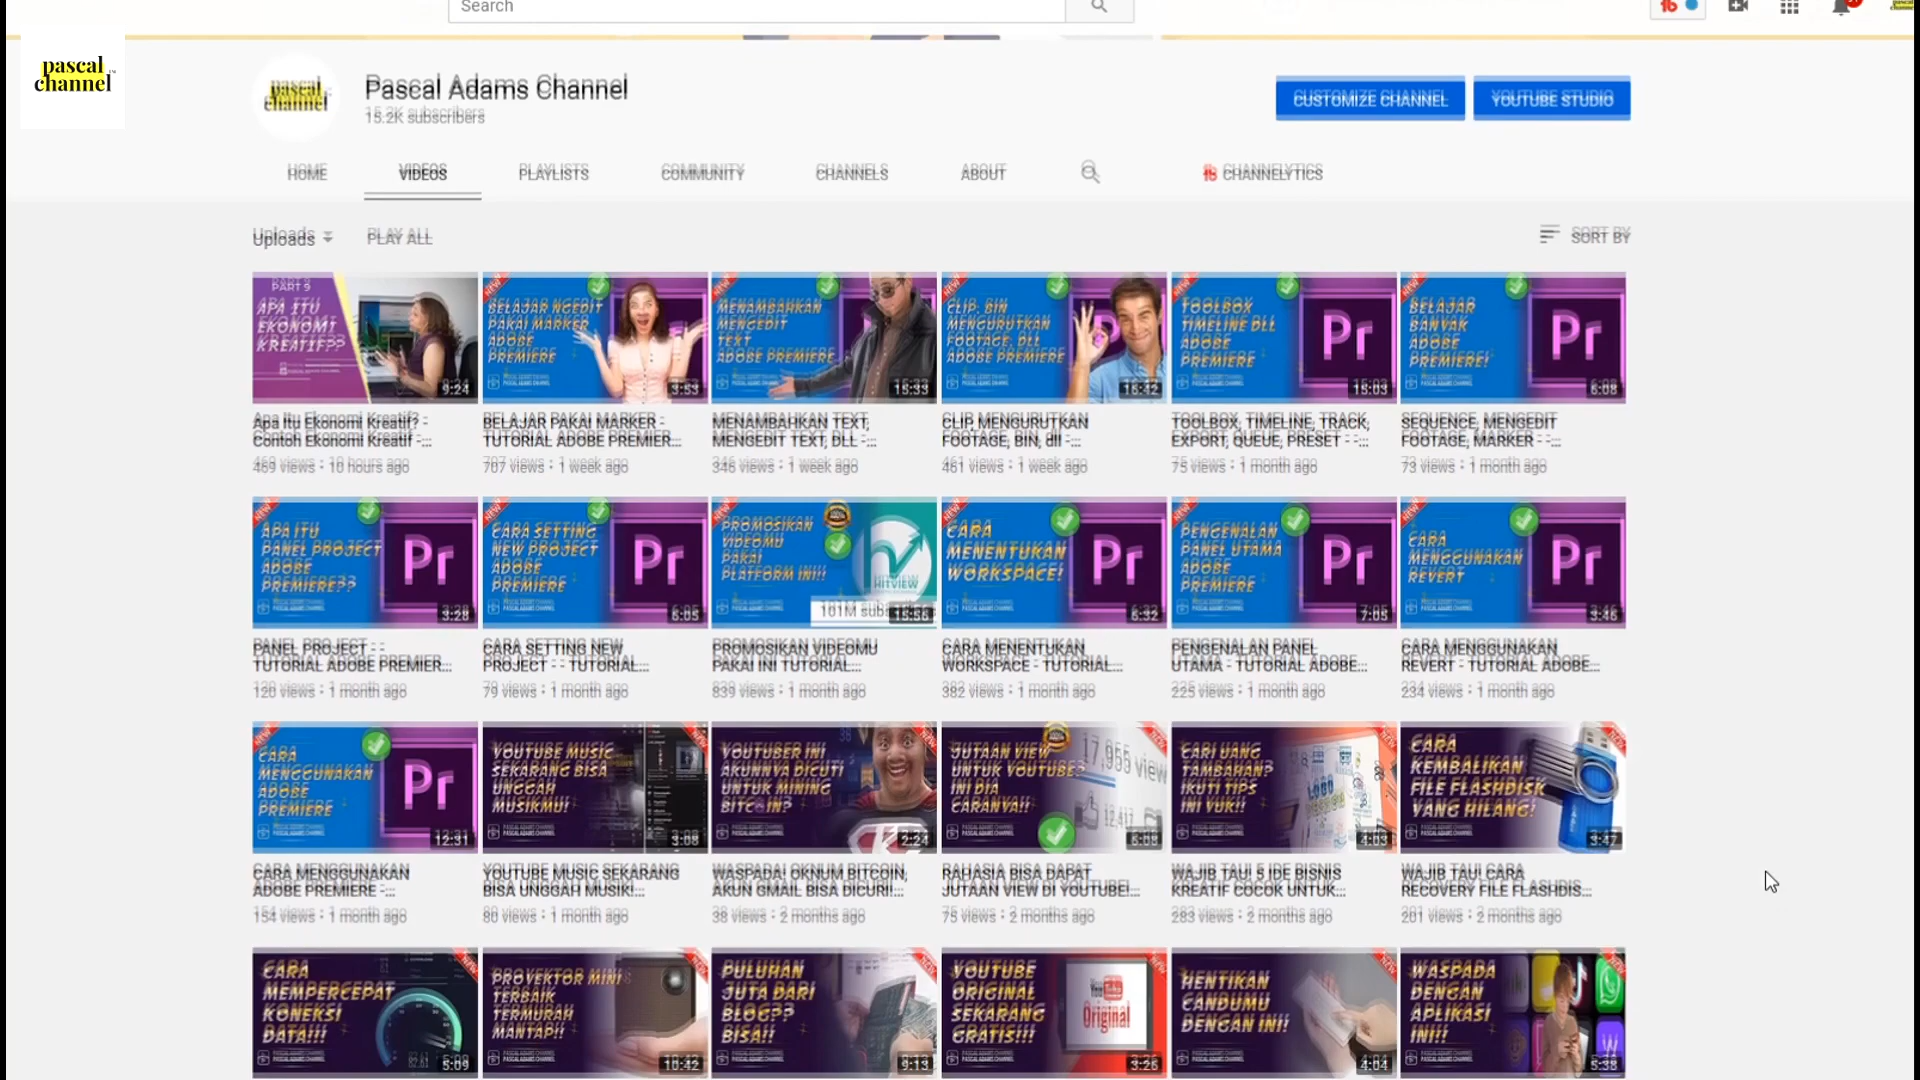 Search
pascal
channel
Pascal Adams Channel
15.2K subscribers
CUSTOMIZE CHANNEL
YOUTUBE STUDIO
HOME
VIDEOS
PLAYLISTS
COMMUNITY
CHANNELS
ABOUT
CHANNELYTICS
Uploads
PLAY ALL
SORT BY
PART 9
APA ITU
EKONOMI
KREATIF??
9:24
BELAJAR NGEDIT
PAKAI MARKER
ADOBE
PREMIERE
3:53
MENAMBAHKAN
MENGEDIT
TEXT
ADOBE PREMIERE
15:33
CLIP, BIN
MENGURUTKAN
FOOTAGE, DLL
ADOBE PREMIERE
16:42
TOOLBOX
TIMELINE DLL
ADOBE
PREMIERE
Pr
15:03
BELAJAR
BANYAK
ADOBE
PREMIERE!
Pr
6:08
Apa Itu Ekonomi Kreatif? -
Contoh Ekonomi Kreatif -...
469 views • 10 hours ago
BELAJAR PAKAI MARKER -
TUTORIAL ADOBE PREMIER...
707 views • 1 week ago
MENAMBAHKAN TEXT,
MENGEDIT TEXT, DLL -...
346 views • 1 week ago
CLIP, MENGURUTKAN
FOOTAGE, BIN, dll -...
461 views • 1 week ago
TOOLBOX, TIMELINE, TRACK,
EXPORT, QUEUE, PRESET - -...
75 views • 1 month ago
SEQUENCE, MENGEDIT
FOOTAGE, MARKER - -...
73 views • 1 month ago
APA ITU
PANEL PROJECT
ADOBE
PREMIERE??
Pr
3:28
CARA SETTING
NEW PROJECT
ADOBE
PREMIERE
Pr
6:05
PROMOSIKAN
VIDEOMU
PAKAI
PLATFORM INI!!
HITVIEW
CARA
MENENTUKAN
WORKSPACE!
Pr
6:32
PENGENALAN
PANEL UTAMA
ADOBE
PREMIERE
Pr
7:05
CARA
MENGGUNAKAN
REVERT
Pr
3:46
PANEL PROJECT - -
TUTORIAL ADOBE PREMIER...
120 views • 1 month ago
CARA SETTING NEW
PROJECT - - TUTORIAL...
79 views • 1 month ago
PROMOSIKAN VIDEOMU
PAKAI INI TUTORIAL...
839 views • 1 month ago
CARA MENENTUKAN
WORKSPACE - TUTORIAL...
382 views • 1 month ago
PENGENALAN PANEL
UTAMA - TUTORIAL ADOBE...
225 views • 1 month ago
CARA MENGGUNAKAN
REVERT - TUTORIAL ADOBE...
234 views • 1 month ago
CARA
MENGGUNAKAN
ADOBE
PREMIERE
Pr
12:31
YOUTUBE MUSIC
SEKARANG BISA
UNGGAH
MUSIKMU!
3:08
YOUTUBER INI
AKUNNYA DICUTI
UNTUK MINING
BITCOIN?
2:24
JUTAAN VIEW
UNTUK YOUTUBE?
INI DIA
CARANYA!!
17,955 view
12,417
6:09
CARI UANG
TAMBAHAN?
IKUTI TIPS
INI YUK!!
4:03
CARA
KEMBALIKAN
FILE FLASHDISK
YANG HILANG!
3:47
CARA MENGGUNAKAN
ADOBE PREMIERE -...
154 views • 1 month ago
YOUTUBE MUSIC SEKARANG
BISA UNGGAH MUSIK!...
80 views • 1 month ago
WASPADA! OKNUM BITCOIN,
AKUN GMAIL BISA DICURI!...
38 views • 2 months ago
RAHASIA BISA DAPAT
JUTAAN VIEW DI YOUTUBE!...
75 views • 2 months ago
WAJIB TAU! 5 IDE BISNIS
KREATIF COCOK UNTUK...
283 views • 2 months ago
WAJIB TAU! CARA
RECOVERY FILE FLASHDIS...
201 views • 2 months ago
CARA
MEMPERCEPAT
KONEKSI
DATA!!!
5:09
PROYEKTOR MINI
TERBAIK
TERMURAH
MANTAP!!
10:42
PULUHAN
JUTA DARI
BLOG??
BISA!!
9:13
YOUTUBE
ORIGINAL
SEKARANG
GRATIS!!!
YouTube
Original
3:26
HENTIKAN
CANDUMU
DENGAN INI!!
4:04
WASPADA
DENGAN
APLIKASI
INI!!!
5:38